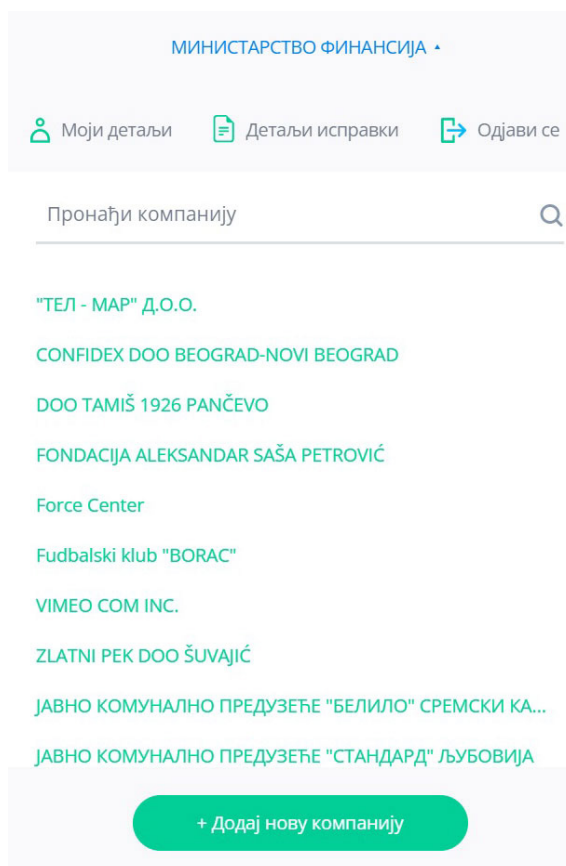 МИНИСТАРСТВО ФИНАНСИЈА
Моји детаљи Детаљи исправки Одјави се
Пронађи компанију
"ТЕЛ - МАР" Д.О.О.
CONFIDEX DOO BEOGRAD-NOVI BEOGRAD
DOO TAMIŠ 1926 PANČEVO
FONDACIJA ALEKSANDAR SAŠA PETROVIĆ
Force Center
Fudbalski klub "BORAC"
VIMEO COM INC.
ZLATNI PEK DOO ŠUVAJIĆ
ЈАВНО КОМУНАЛНО ПРЕДУЗЕЋЕ "БЕЛИЛО" СРЕМСКИ КА...
ЈАВНО КОМУНАЛНО ПРЕДУЗЕЋЕ "СТАНДАРД" ЉУБОВИЈА
+ Додај нову компанију